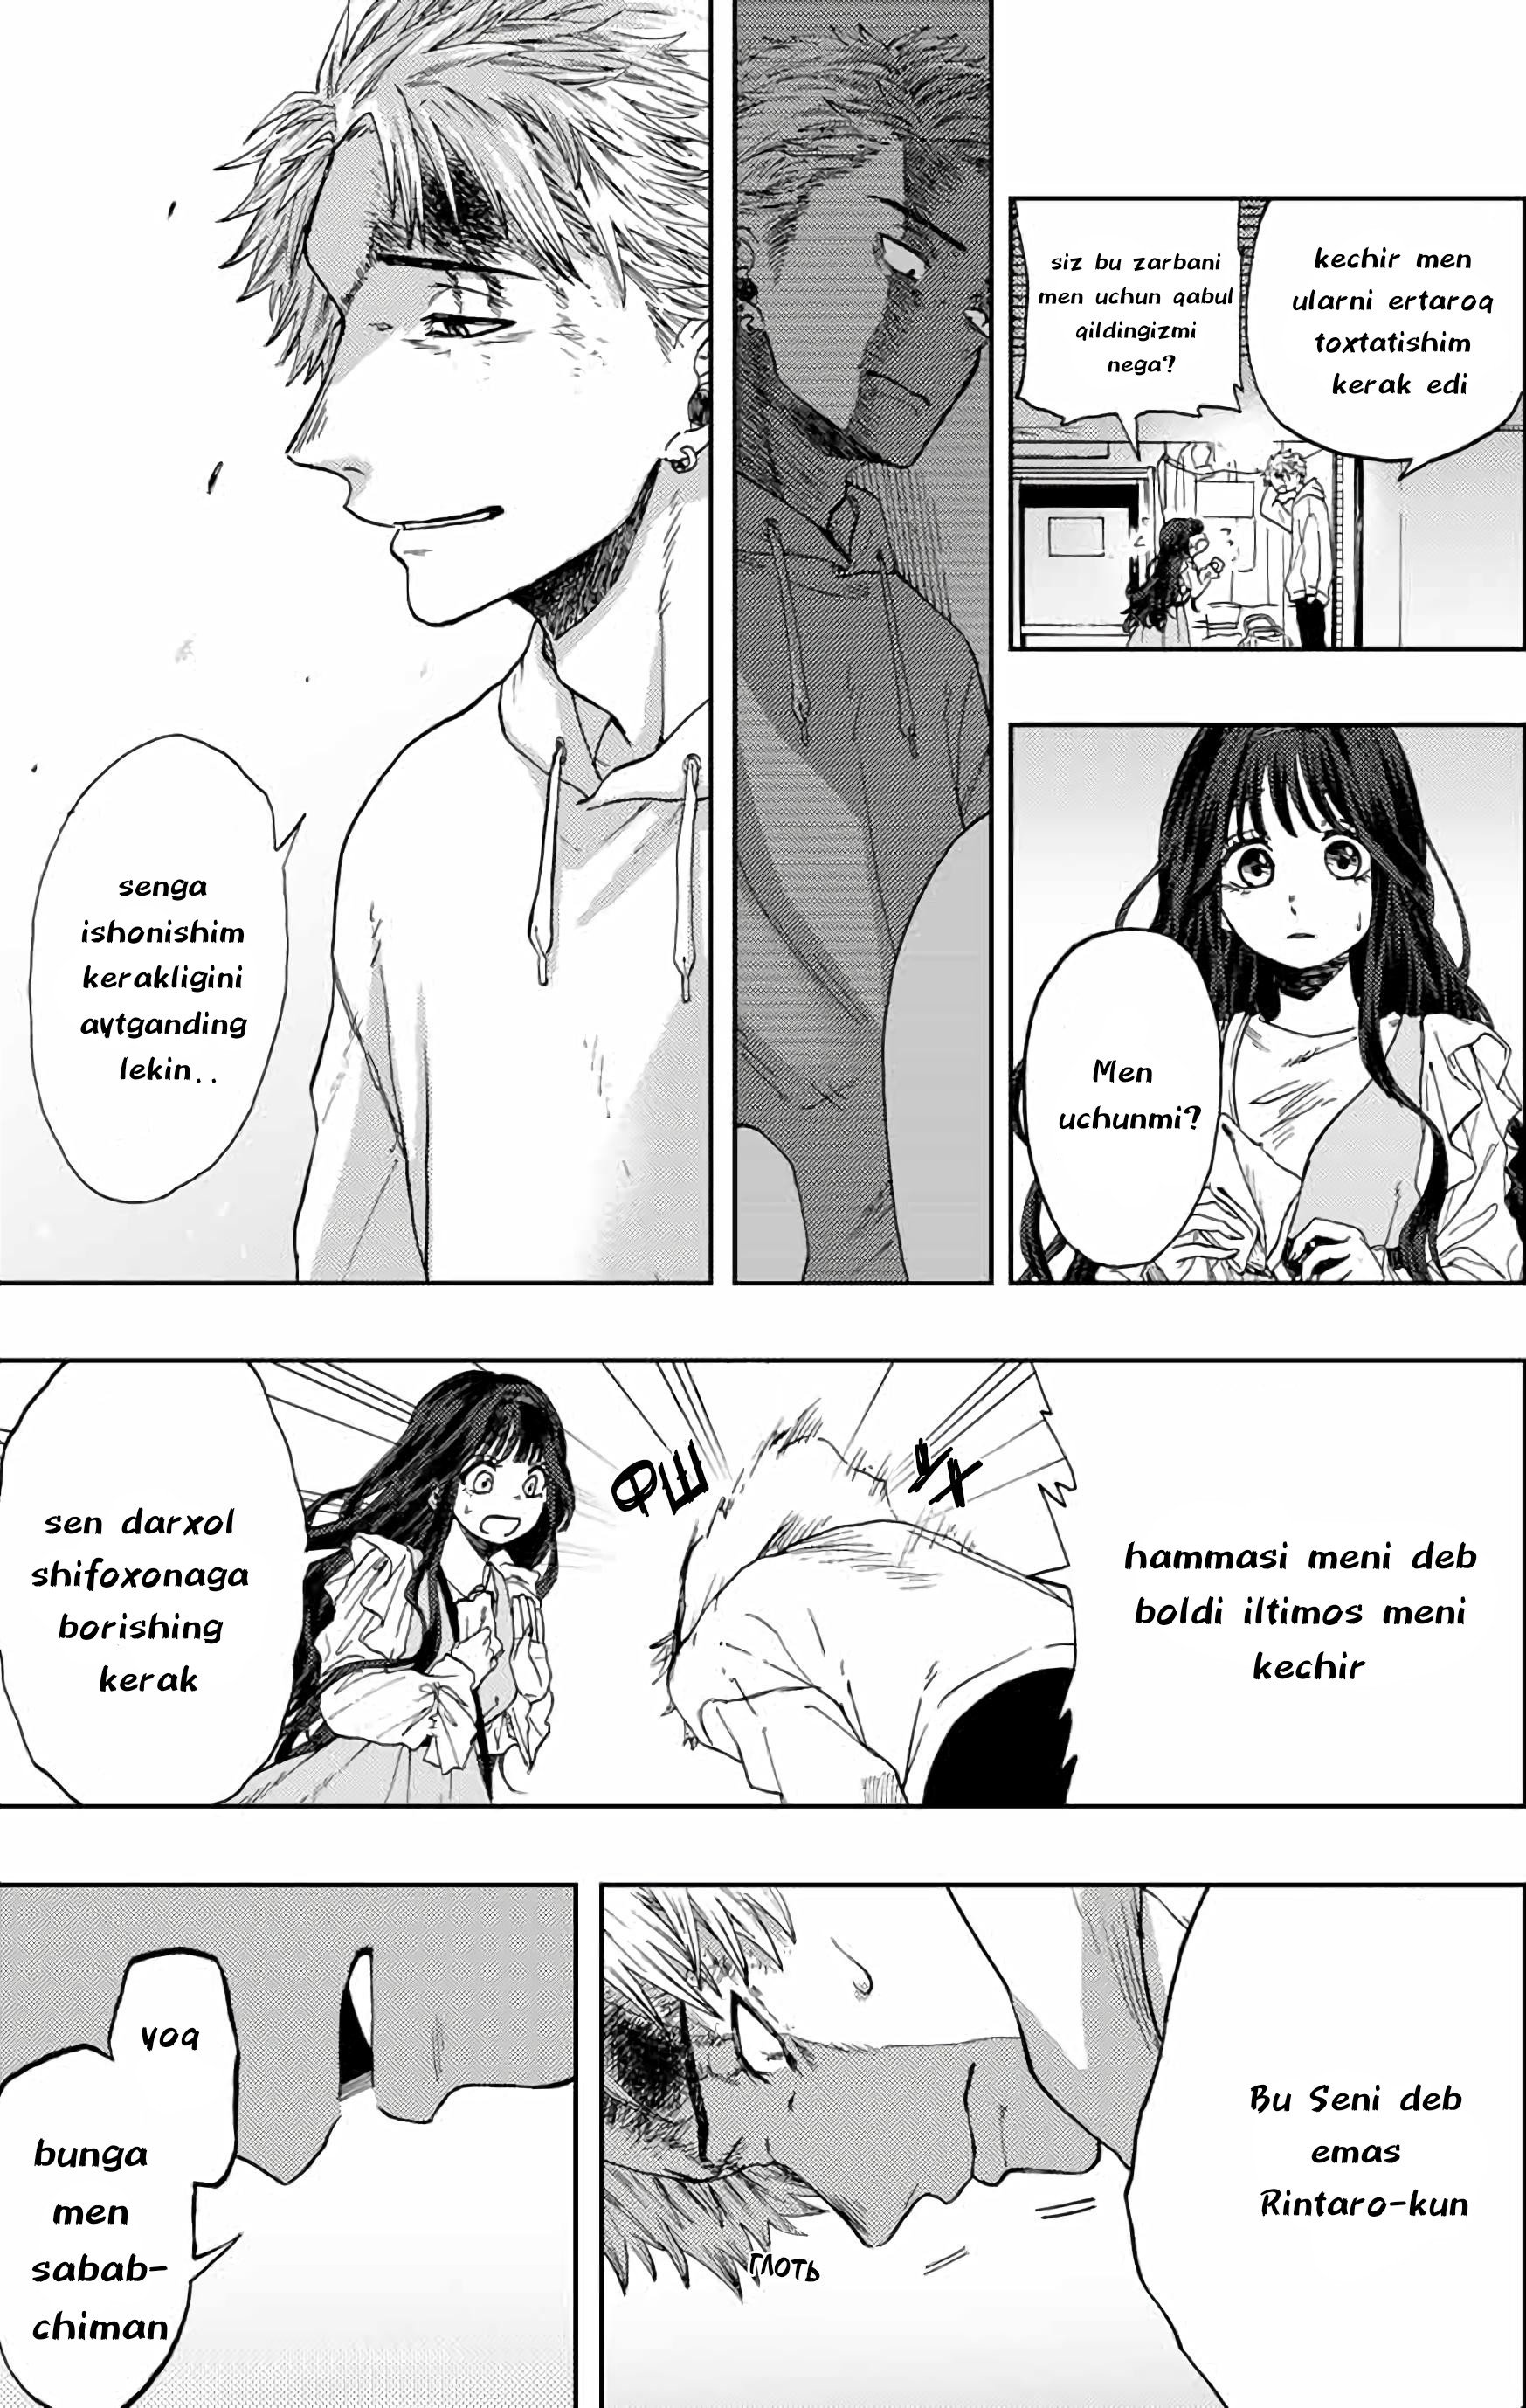 kechir men
ularni ertaroq
toxtatishim
kerak edi
siz bu zarbani
men uchun qabul
qildingizmi
nega?
Men
uchunmi?
senga
ishonishim
kerakligini
aytganding
lekin..
hammasi meni deb
boldi iltimos meni
kechir
УХ
ФШ
sen darxol
shifoxonaga
borishing
kerak
Bu Seni deb
emas
Rintaro-kun
ГЛОТЬ
yoq
bunga
men
sabab-
chiman